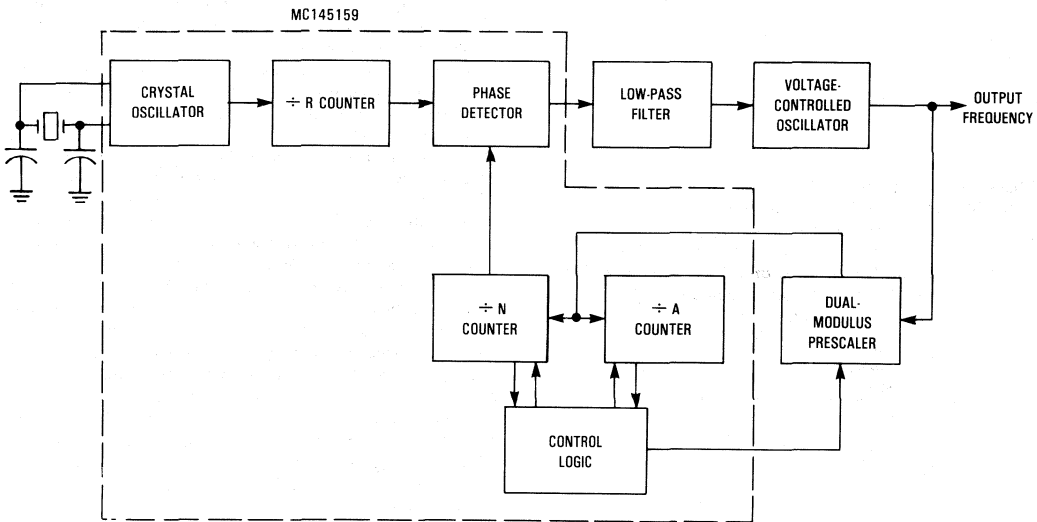 MC145159
CRYSTAL
OSCILLATOR
÷ R COUNTER
PHASE
DETECTOR
LOW-PASS
FILTER
VOLTAGE-
CONTROLLED
OSCILLATOR
OUTPUT
FREQUENCY
÷ N
COUNTER
÷ A
COUNTER
DUAL-
MODULUS
PRESCALER
CONTROL
LOGIC